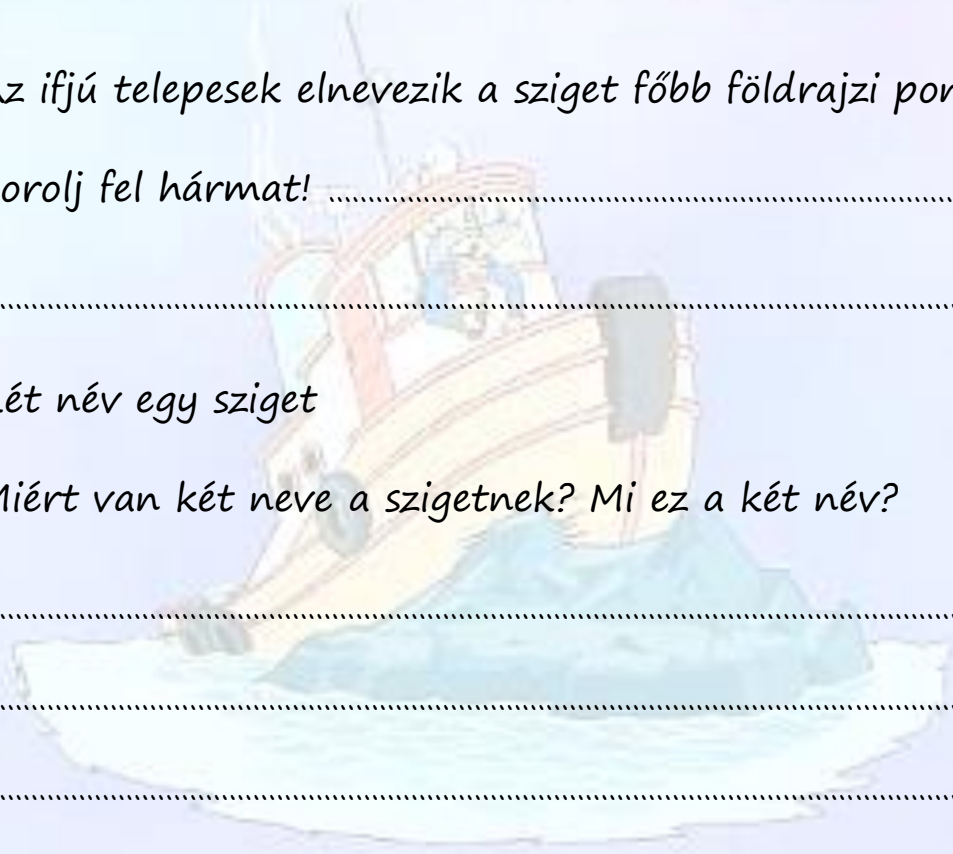 z ifjú telepesek elnevezik a sziget főbb földrajzi por
orolj fel hármat! ........................................................
........................................................
ét név egy sziget
Miért van két neve a szigetnek? Mi ez a két név?
........................................................
........................................................
........................................................